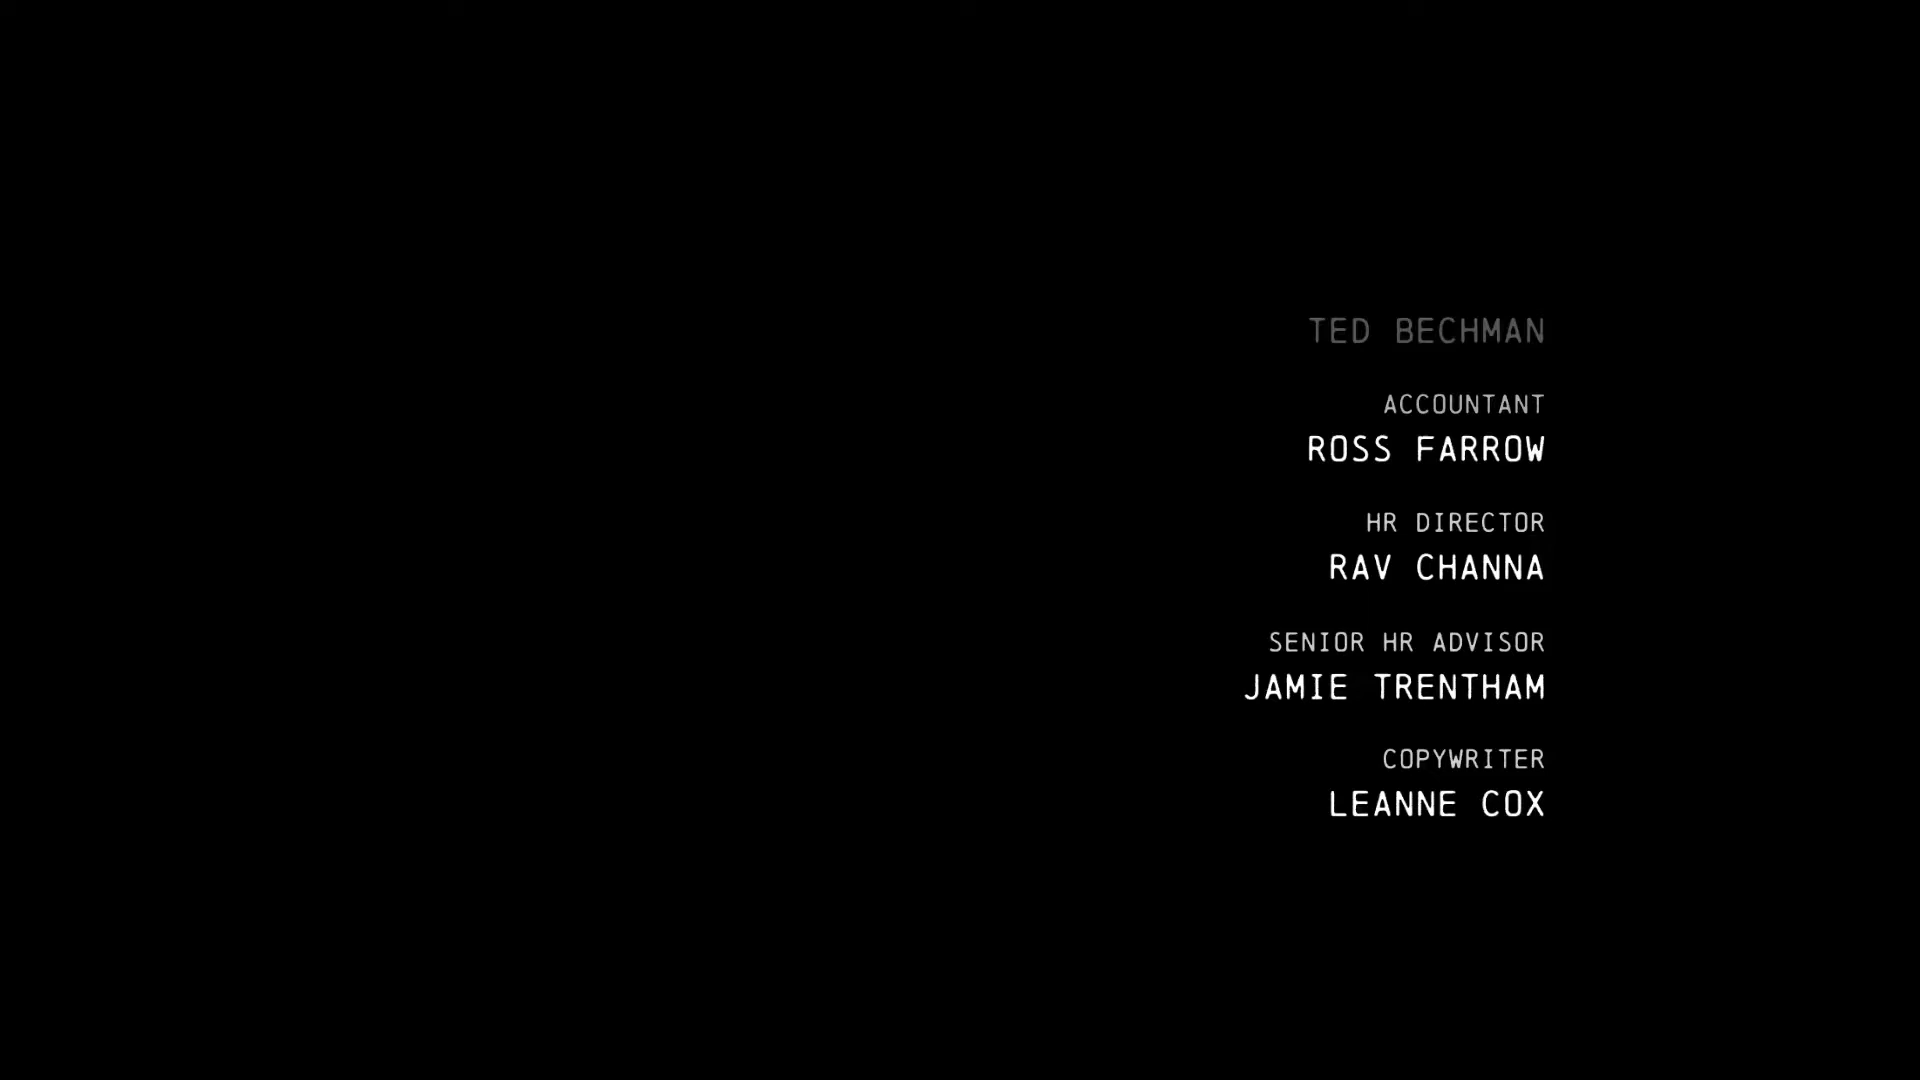 TED BECHMAN
ACCOUNTANT
ROSS FARROW
HR DIRECTOR
RAV CHANNA
SENIOR HR ADVISOR
JAMIE TRENTHAM
COPYWRITER
LEANNE COX